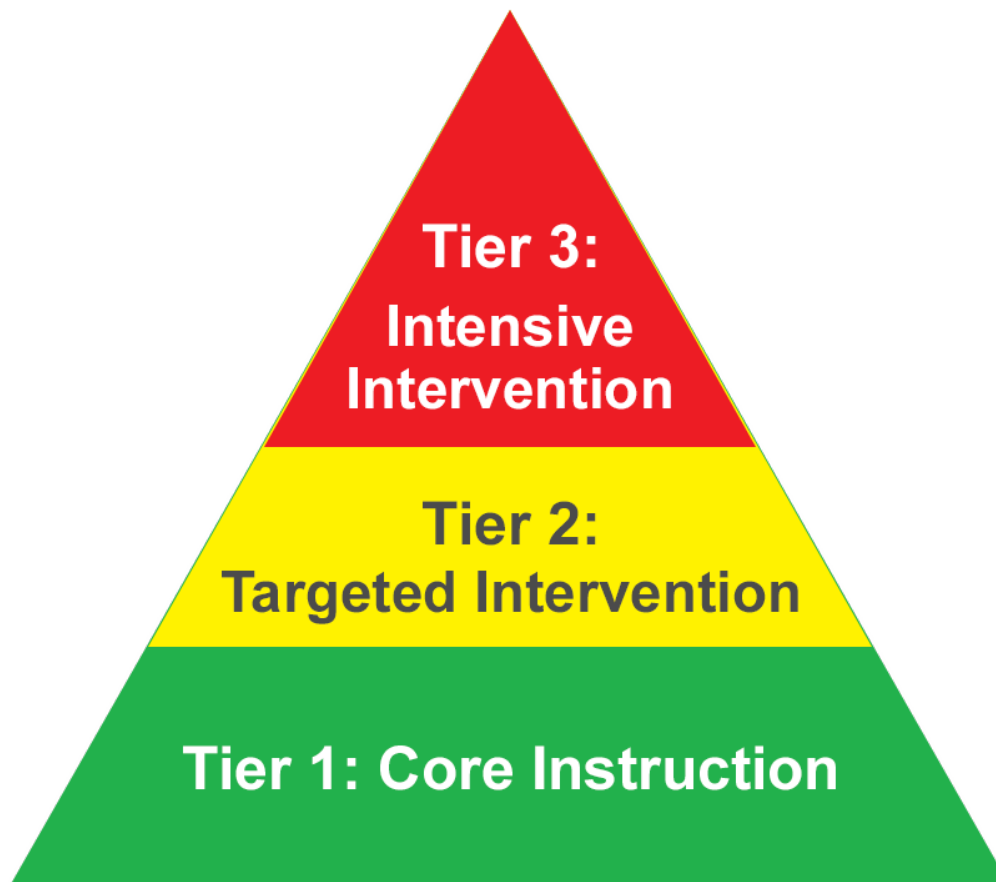 Tier 3:
Intensive
Intervention
Tier 2:
Targeted Intervention
Tier 1: Core Instruction